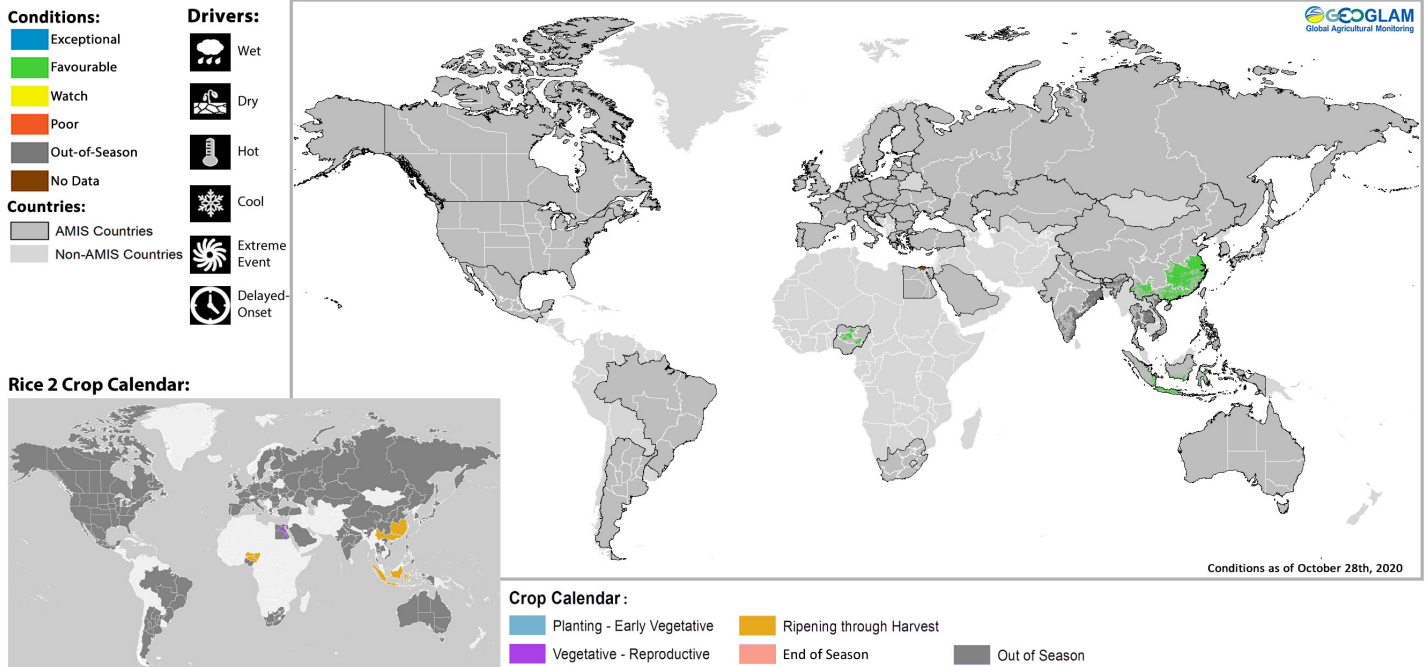 Conditions:
Exceptional
Favourable
Watch
Poor
Out-of-Season
No Data
Countries:
AMIS Countries
Non-AMIS Countries
Drivers:
Wet
Dry
Hot
Cool
Extreme
Event
Delayed-
Onset
GEOGLAM
Global Agricultural Monitoring
Conditions as of October 28th, 2020
Rice 2 Crop Calendar:
Crop Calendar :
Planting - Early Vegetative
Vegetative - Reproductive
Ripening through Harvest
End of Season
Out of Season